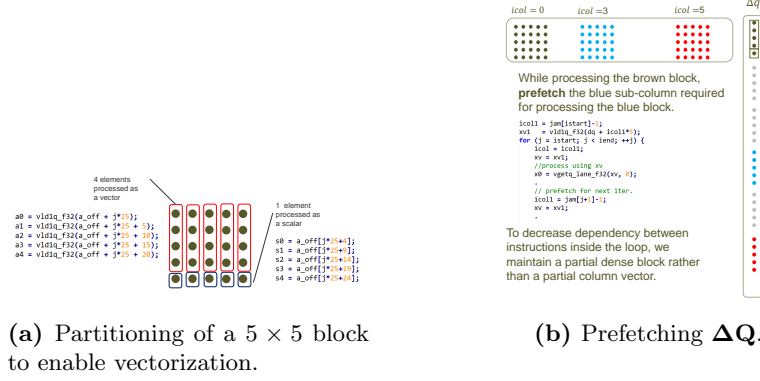 4 elements
processed as
a vector
a0 = vld1q_f32(a_off + j*25);
a1 = vld1q_f32(a_off + j*25 + 5);
a2 = vld1q_f32(a_off + j*25 + 10);
a3 = vld1q_f32(a_off + j*25 + 15);
a4 = vld1q_f32(a_off + j*25 + 20);
1 element
processed as
a scalar
s0 = a_off[j*25+4];
s1 = a_off[j*25+9];
s2 = a_off[j*25+14];
s3 = a_off[j*25+19];
s4 = a_off[j*25+24];
(a) Partitioning of a 5 × 5 block
to enable vectorization.
icol = 0 icol =3 icol =5
ΔQ
While processing the brown block,
prefetch the blue sub-column required
for processing the blue block.
icol1 = jam[istart]-1;
xv1 = vld1q_f32(dq + icol1*5);
for (j = istart; j < iend; ++j) {
icol = icol1;
xv = xv1;
//process using xv
x0 = vgetq_lane_f32(xv, 0);
.
// prefetch for next iter.
icol1 = jam[j+1]-1;
xv = xv1;
.
To decrease dependency between
instructions inside the loop, we
maintain a partial dense block rather
than a partial column vector.
(b) Prefetching ΔQ.